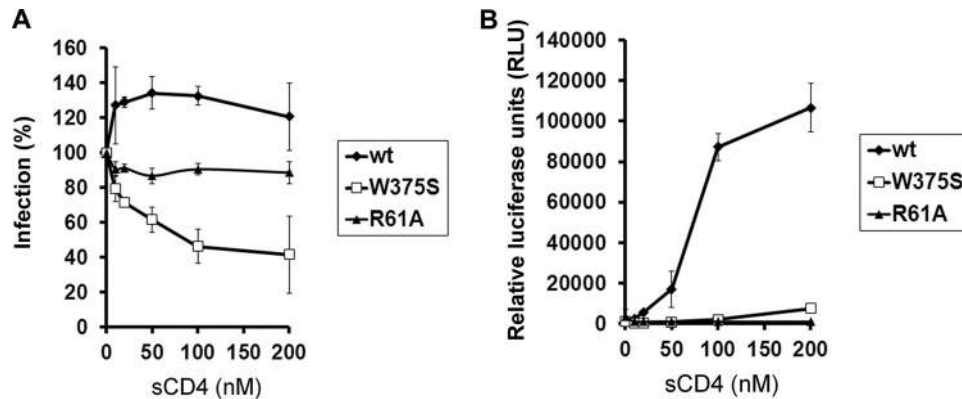 A
Infection (%)
160
140
120
100
80
60
40
20
0
0 50 100 150 200
sCD4 (nM)
wt
W375S
R61A
B
Relative luciferase units (RLU)
140000
120000
100000
80000
60000
40000
20000
0
0 50 100 150 200
sCD4 (nM)
wt
W375S
R61A